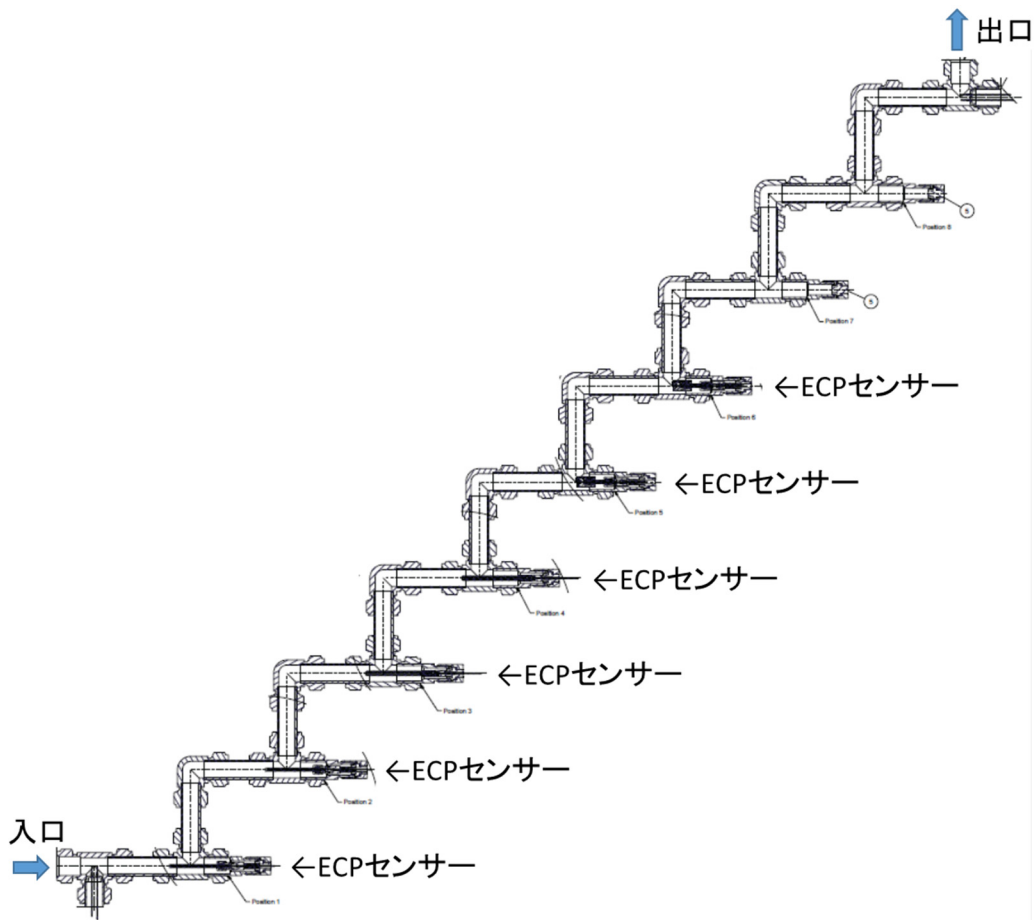 出口
Position 8
6
Position 7
6
←ECPセンサー
Position 6
←ECPセンサー
Position 5
←ECPセンサー
Position 4
←ECPセンサー
Position 3
←ECPセンサー
Position 2
入口
←ECPセンサー
Position 1